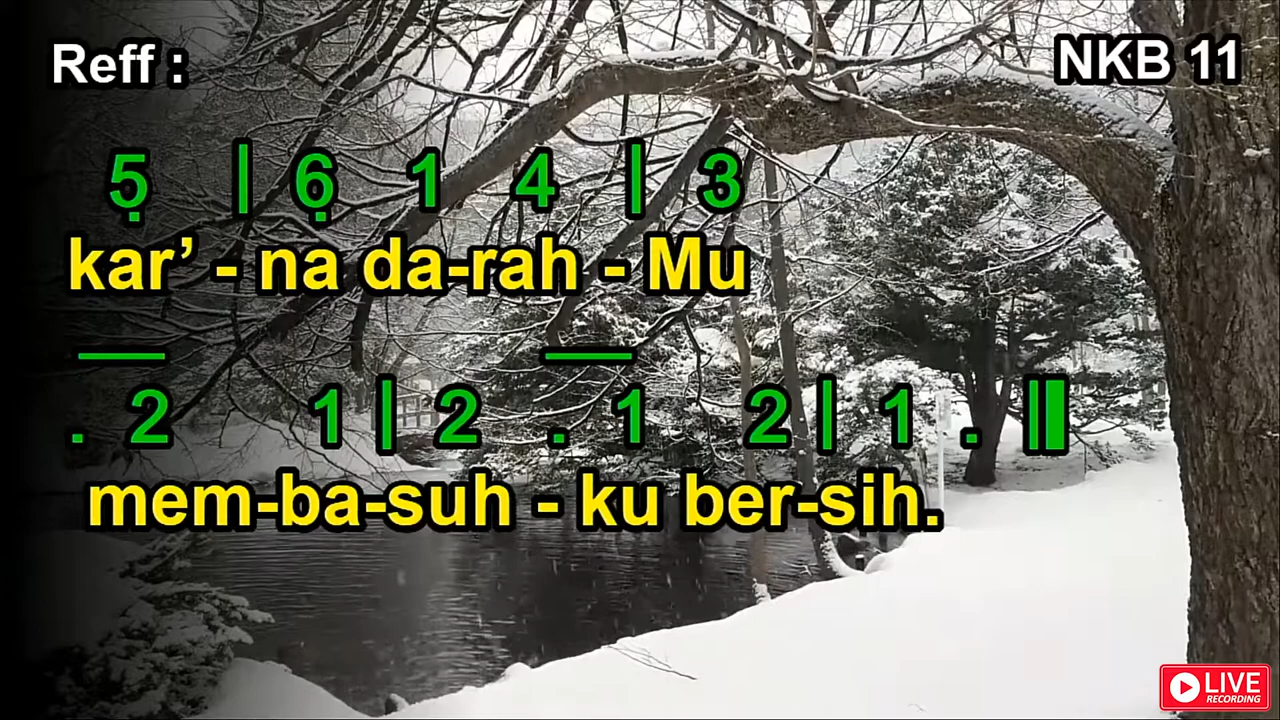 Reff : NKB 11
5̣ | 6̣ 1 4 | 3
kar’ - na da-rah - Mu
. 2 1 | 2 . 1 2 | 1 . ||
mem-ba-suh - ku ber-sih.
LIVE
RECORDING